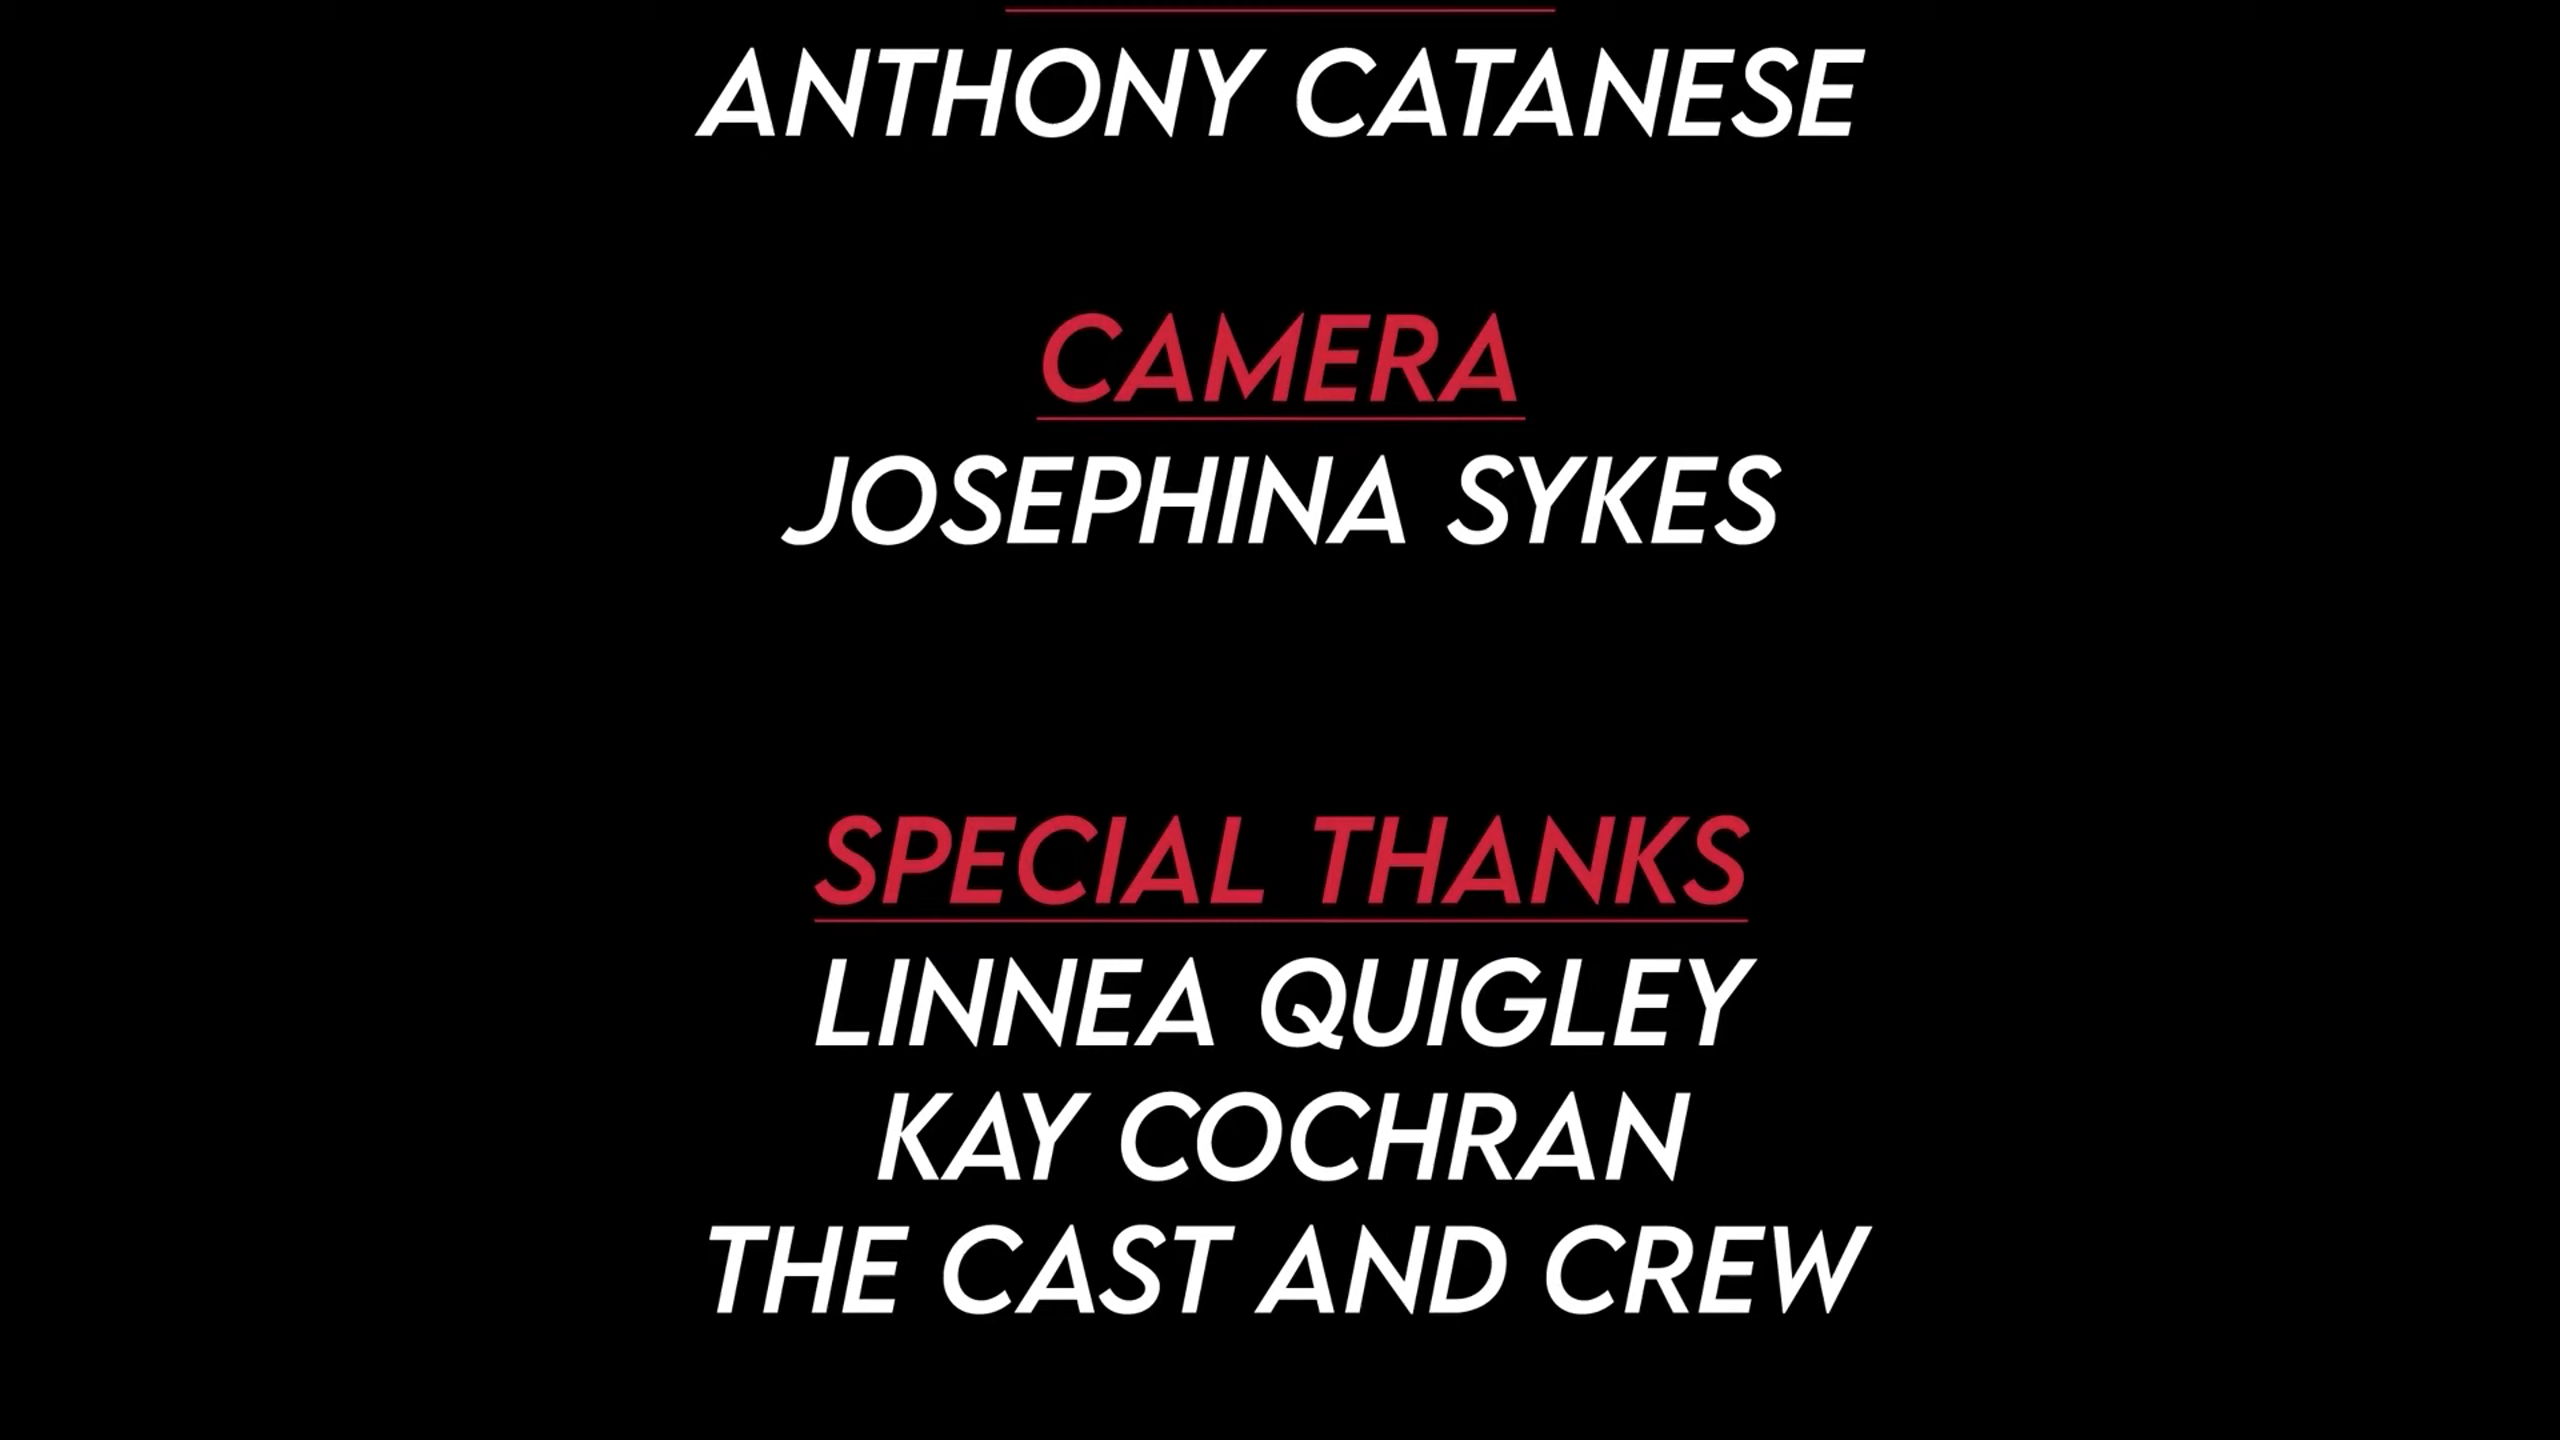 ANTHONY CATANESE
CAMERA
JOSEPHINA SYKES
SPECIAL THANKS
LINNEA QUIGLEY
KAY COCHRAN
THE CAST AND CREW